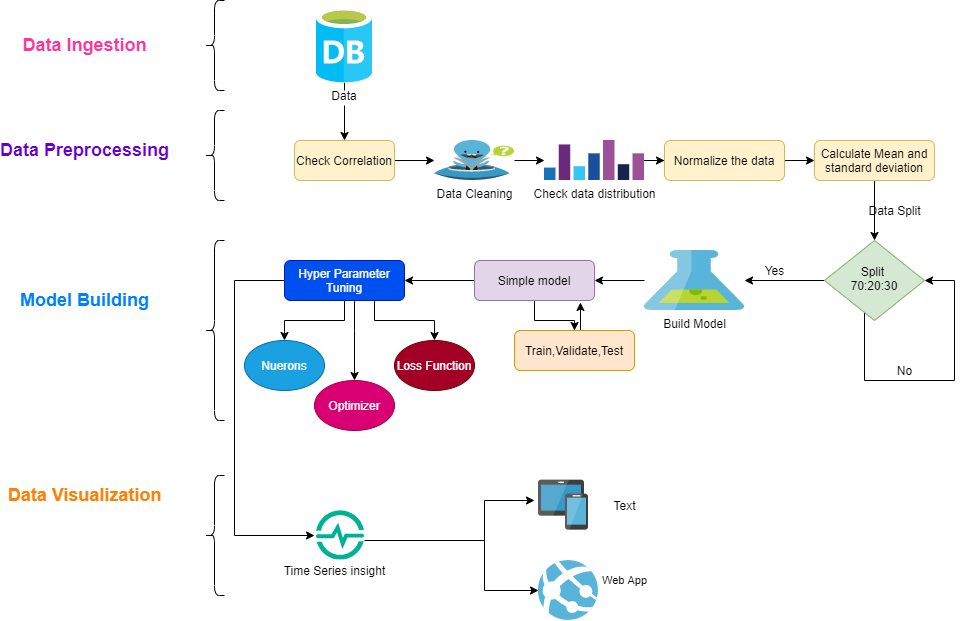 Data Ingestion
DB
Data
Data Preprocessing
Check Correlation
Data Cleaning
?
Check data distribution
Normalize the data
Calculate Mean and
standard deviation
Data Split
Model Building
Hyper Parameter
Tuning
Simple model
Build Model
Yes
Split
70:20:30
No
Train,Validate,Test
Nuerons
Optimizer
Loss Function
Data Visualization
Time Series insight
Text
Web App